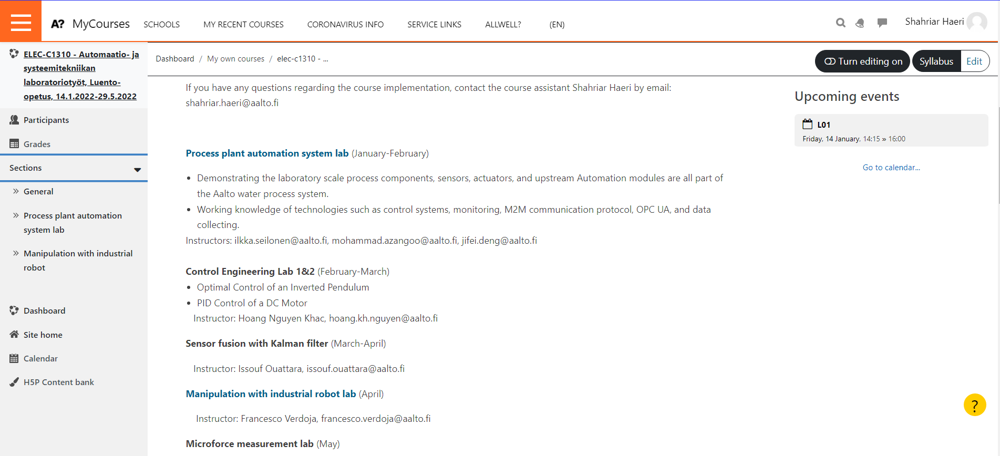 A? MyCourses SCHOOLS MY RECENT COURSES CORONAVIRUS INFO SERVICE LINKS ALLWELL? (EN) Shahriar Haeri
ELEC-C1310 - Automaatio- ja
systeemitekniikan
laboratoriotyöt, Luento-
opetus, 14.1.2022-29.5.2022
Participants
Grades
Sections
General
Process plant automation
system lab
Manipulation with industrial
robot
Dashboard
Site home
Calendar
H5P Content bank
Dashboard / My own courses / elec-c1310 - ...
Turn editing on
Syllabus
Edit
If you have any questions regarding the course implementation, contact the course assistant Shahriar Haeri by email:
shahriar.haeri@aalto.fi
Process plant automation system lab (January-February)
• Demonstrating the laboratory scale process components, sensors, actuators, and upstream Automation modules are all part of
the Aalto water process system.
• Working knowledge of technologies such as control systems, monitoring, M2M communication protocol, OPC UA, and data
collecting.
Instructors: ilkka.seilonen@aalto.fi, mohammad.azangoo@aalto.fi, jifei.deng@aalto.fi
Control Engineering Lab 1&2 (February-March)
• Optimal Control of an Inverted Pendulum
• PID Control of a DC Motor
Instructor: Hoang Nguyen Khac, hoang.kh.nguyen@aalto.fi
Sensor fusion with Kalman filter (March-April)
Instructor: Issouf Ouattara, issouf.ouattara@aalto.fi
Manipulation with industrial robot lab (April)
Instructor: Francesco Verdoja, francesco.verdoja@aalto.fi
Microforce measurement lab (May)
Upcoming events
L01
Friday, 14 January, 14:15 » 16:00
Go to calendar...
?